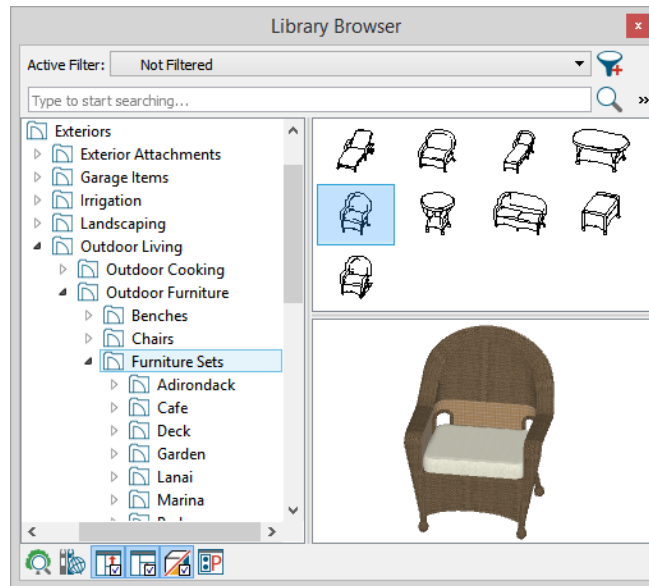 Library Browser
x
Active Filter: Not Filtered
Type to start searching...
»
Exteriors
Exterior Attachments
Garage Items
Irrigation
Landscaping
Outdoor Living
Outdoor Cooking
Outdoor Furniture
Benches
Chairs
Furniture Sets
Adirondack
Cafe
Deck
Garden
Lanai
Marina
P